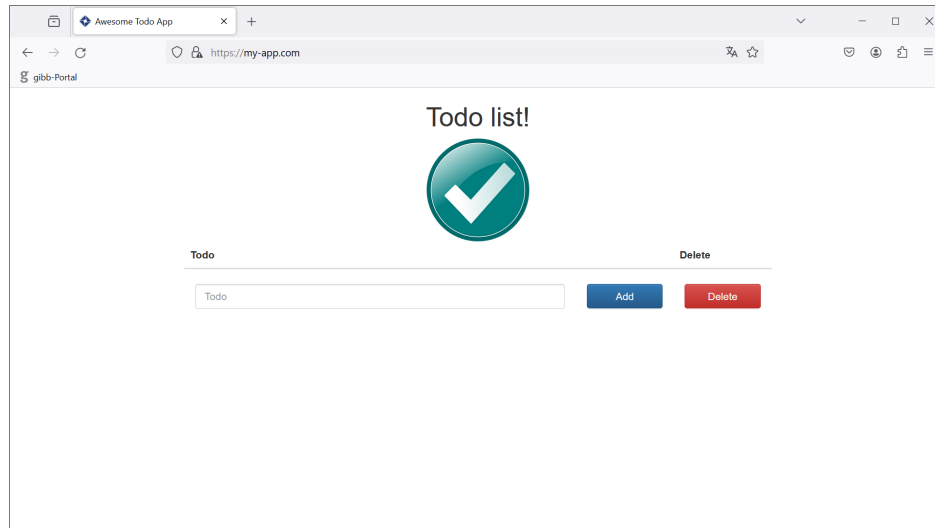 Awesome Todo App
https://my-app.com
g gibb-Portal
Todo list!
Todo Delete
Todo Add Delete